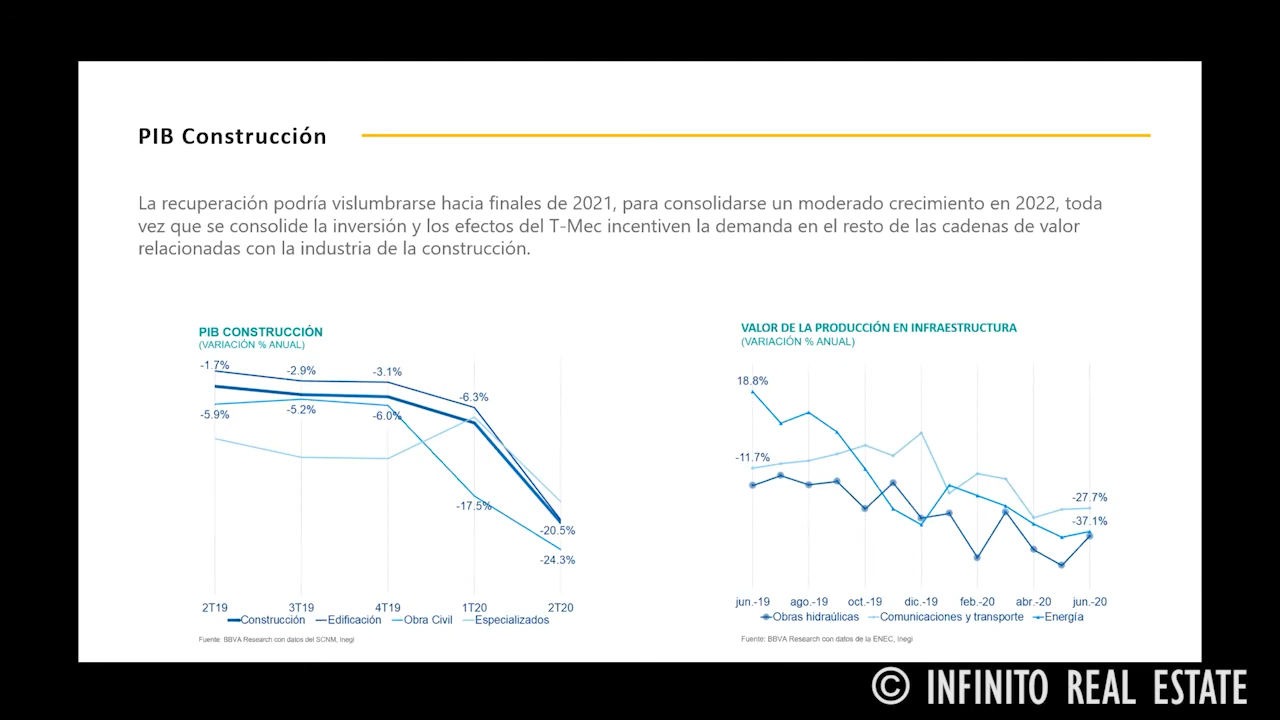 PIB Construcción
La recuperación podría vislumbrarse hacia finales de 2021, para consolidarse un moderado crecimiento en 2022, toda
vez que se consolide la inversión y los efectos del T-Mec incentiven la demanda en el resto de las cadenas de valor
relacionadas con la industria de la construcción.
PIB CONSTRUCCIÓN
(VARIACIÓN % ANUAL)
-1.7%
-2.9%
-3.1%
-6.3%
-5.9%
-5.2%
-6.0%
-17.5%
-20.5%
-24.3%
2T19 3T19 4T19 1T20 2T20
Construcción Edificación Obra Civil Especializados
Fuente: BBVA Research con datos del SCNM, Inegi
VALOR DE LA PRODUCCIÓN EN INFRAESTRUCTURA
(VARIACIÓN % ANUAL)
18.8%
-11.7%
-27.7%
-37.1%
jun.-19 ago.-19 oct.-19 dic.-19 feb.-20 abr.-20 jun.-20
Obras hidraúlicas Comunicaciones y transporte Energía
Fuente: BBVA Research con datos de la ENEC, Inegi
© INFINITO REAL ESTATE